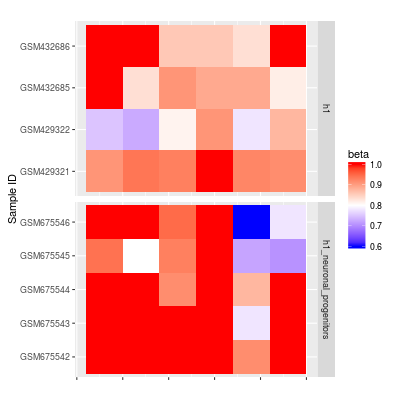 Sample ID
GSM432686
GSM432685
GSM429322
GSM429321
h1
GSM675546
GSM675545
GSM675544
GSM675543
GSM675542
h1_neuronal_progenitors
beta
1.0
0.9
0.8
0.7
0.6